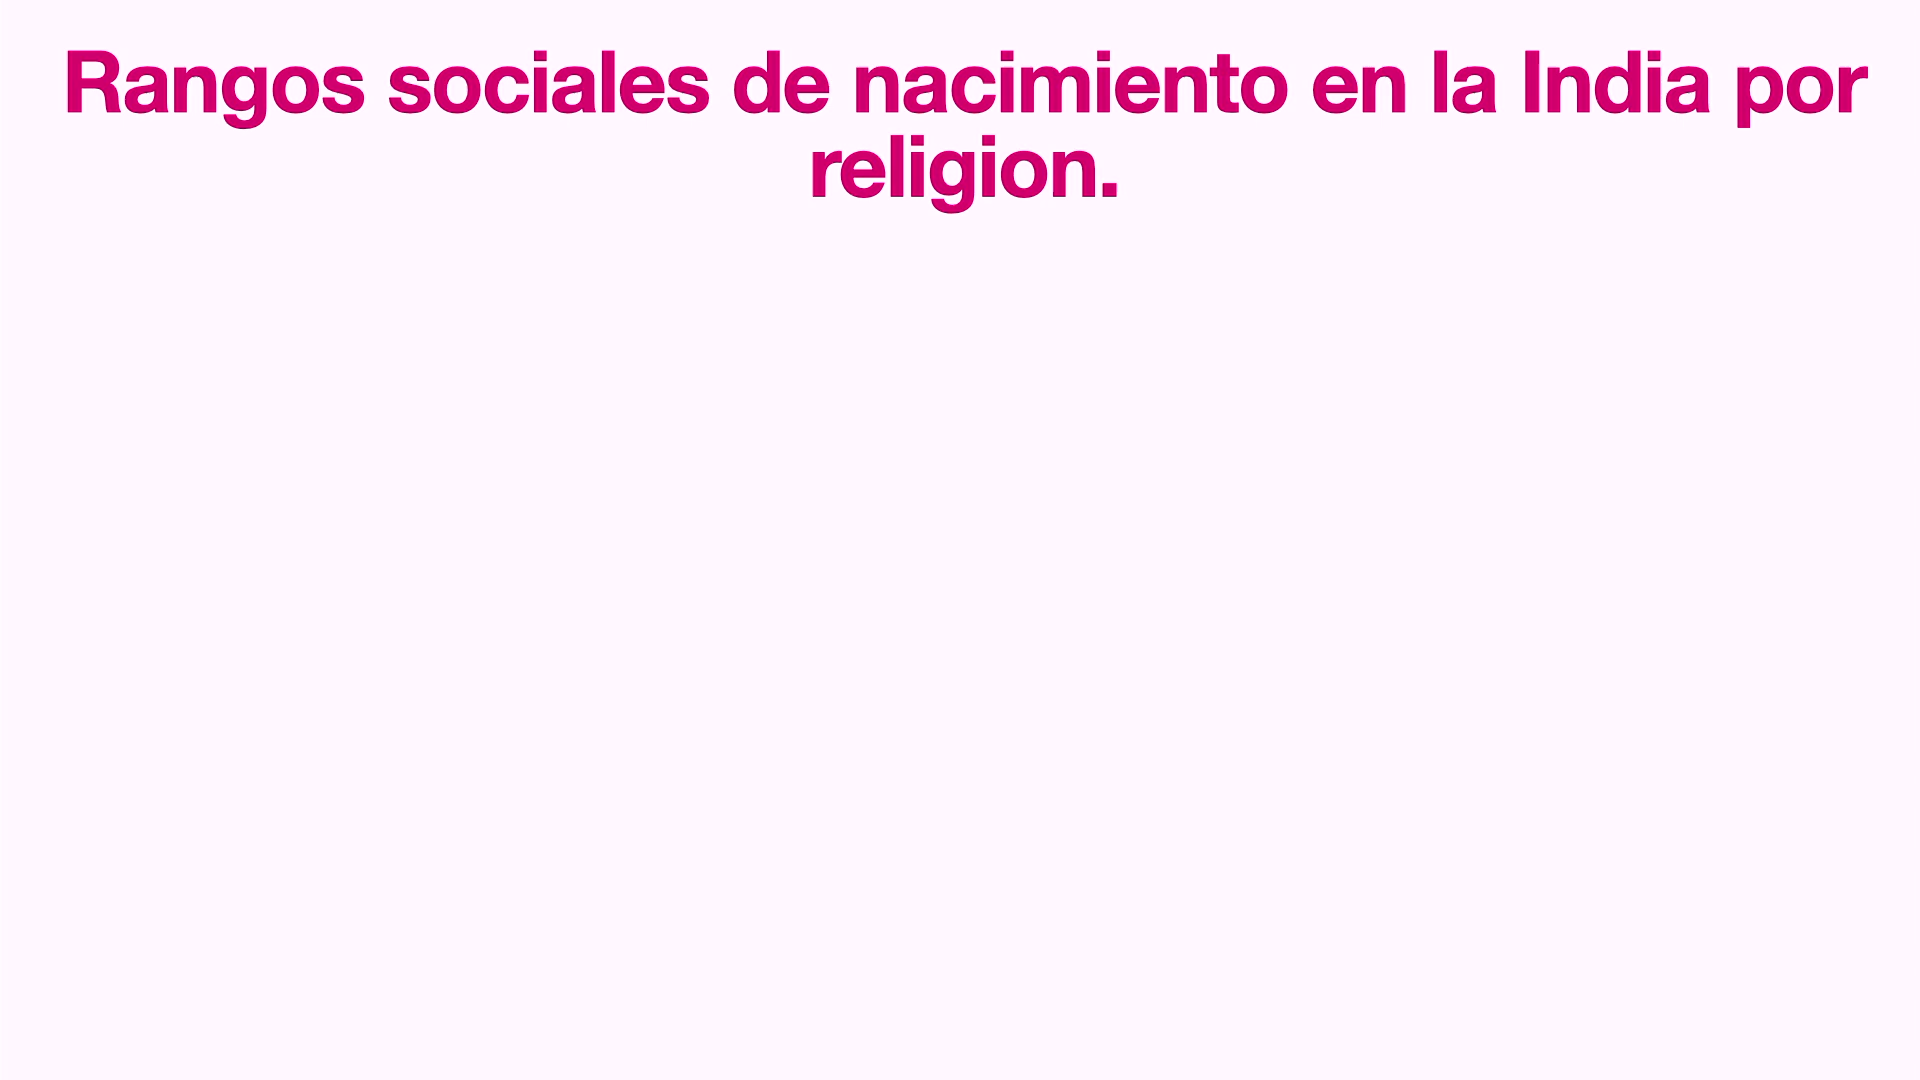 Rangos sociales de nacimiento en la India por
religion.